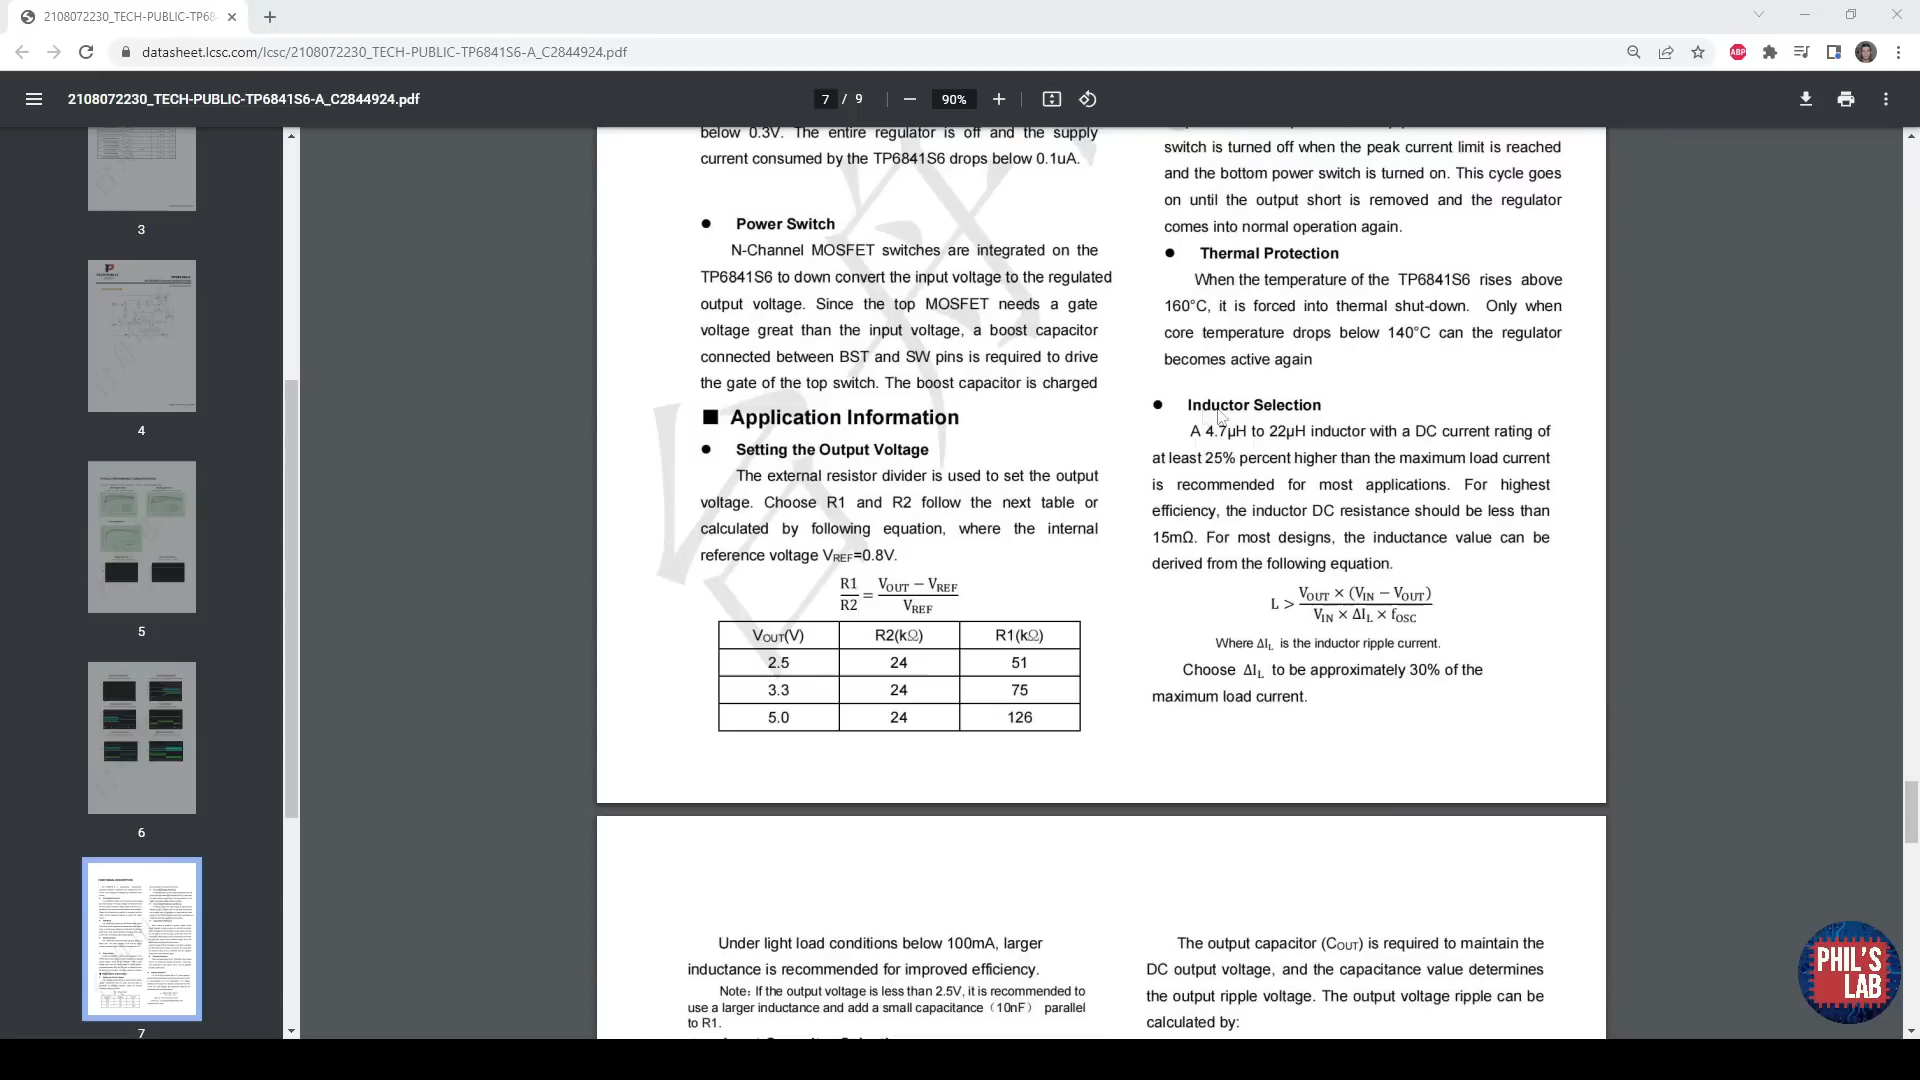 2108072230_TECH-PUBLIC-TP68
datasheet.lcsc.com/lcsc/2108072230_TECH-PUBLIC-TP6841S6-A_C2844924.pdf
ABP
2108072230_TECH-PUBLIC-TP6841S6-A_C2844924.pdf
7 / 9
90%
3
4
5
6
7
below 0.3V. The entire regulator is off and the supply
current consumed by the TP6841S6 drops below 0.1uA.
● Power Switch
N-Channel MOSFET switches are integrated on the
TP6841S6 to down convert the input voltage to the regulated
output voltage. Since the top MOSFET needs a gate
voltage great than the input voltage, a boost capacitor
connected between BST and SW pins is required to drive
the gate of the top switch. The boost capacitor is charged
■ Application Information
● Setting the Output Voltage
The external resistor divider is used to set the output
voltage. Choose R1 and R2 follow the next table or
calculated by following equation, where the internal
reference voltage VREF=0.8V.
R1/R2 = (VOUT − VREF)/VREF
VOUT(V) R2(kΩ) R1(kΩ)
2.5 24 51
3.3 24 75
5.0 24 126
switch is turned off when the peak current limit is reached
and the bottom power switch is turned on. This cycle goes
on until the output short is removed and the regulator
comes into normal operation again.
● Thermal Protection
When the temperature of the TP6841S6 rises above
160°C, it is forced into thermal shut-down. Only when
core temperature drops below 140°C can the regulator
becomes active again
● Inductor Selection
A 4.7µH to 22µH inductor with a DC current rating of
at least 25% percent higher than the maximum load current
is recommended for most applications. For highest
efficiency, the inductor DC resistance should be less than
15mΩ. For most designs, the inductance value can be
derived from the following equation.
L > VOUT × (VIN − VOUT) / VIN × ΔIL × fOSC
Where ΔIL is the inductor ripple current.
Choose ΔIL to be approximately 30% of the
maximum load current.
Under light load conditions below 100mA, larger
inductance is recommended for improved efficiency.
Note: If the output voltage is less than 2.5V, it is recommended to
use a larger inductance and add a small capacitance（10nF） parallel
to R1.
The output capacitor (COUT) is required to maintain the
DC output voltage, and the capacitance value determines
the output ripple voltage. The output voltage ripple can be
calculated by:
PHIL'S
LAB